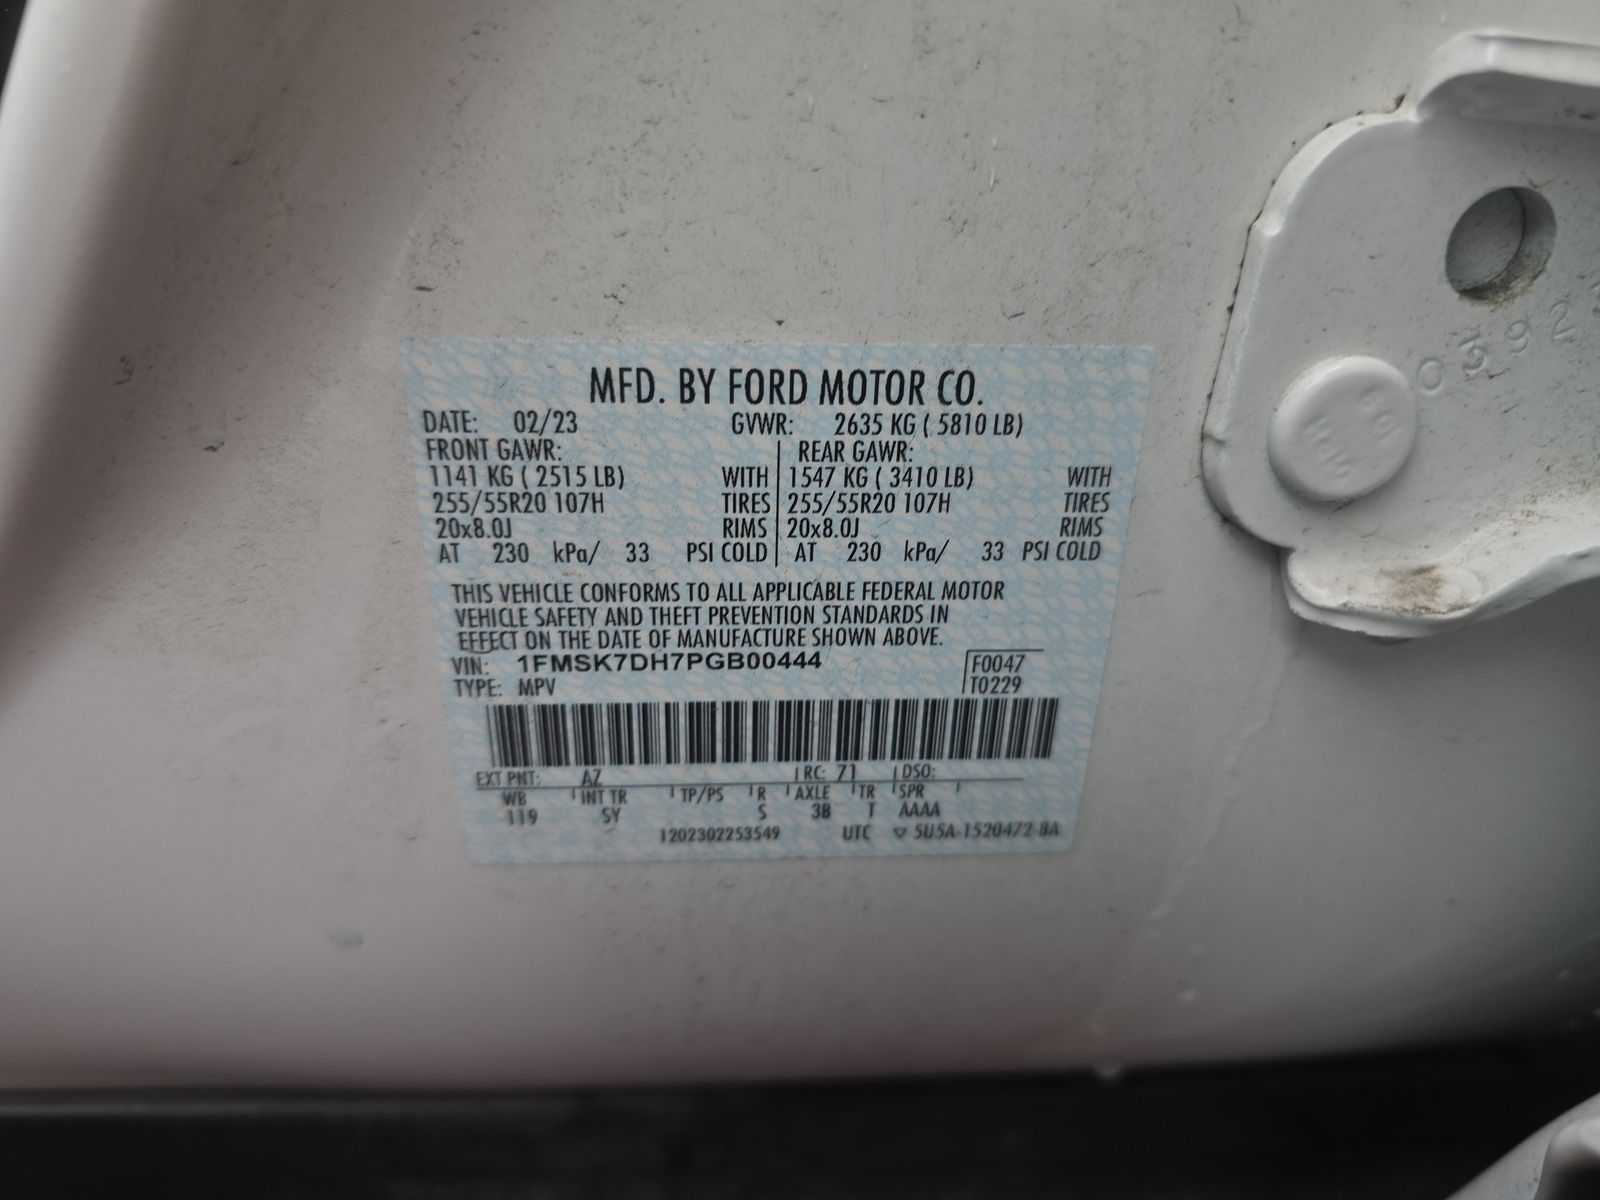 MFD. BY FORD MOTOR CO.
DATE: 02/23 GVWR: 2635 KG ( 5810 LB)
FRONT GAWR: REAR GAWR:
1141 KG ( 2515 LB) WITH 1547 KG ( 3410 LB) WITH
255/55R20 107H TIRES 255/55R20 107H TIRES
20x8.0J RIMS 20x8.0J RIMS
AT 230 kPa/ 33 PSI COLD AT 230 kPa/ 33 PSI COLD
THIS VEHICLE CONFORMS TO ALL APPLICABLE FEDERAL MOTOR
VEHICLE SAFETY AND THEFT PREVENTION STANDARDS IN
EFFECT ON THE DATE OF MANUFACTURE SHOWN ABOVE.
VIN: 1FMSK7DH7PGB00444 F0047
TYPE: MPV T0229
EXT PNT: AZ RC: 71 DSO:
WB INT TR TP/PS R AXLE TR SPR
119 SY S 3B T AAAA
1202302253549 UTC ▽ 5U5A-1520472-BA
0392